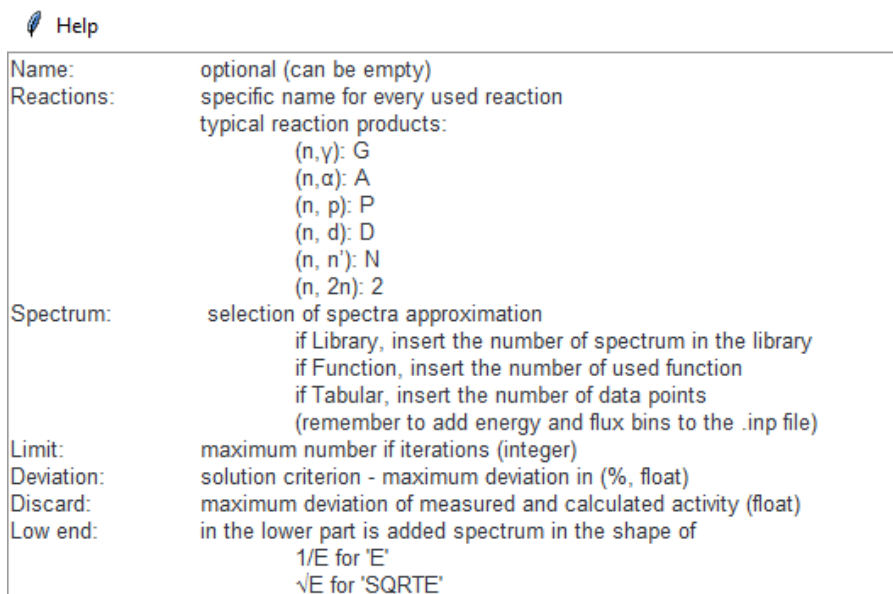 Help
Name: optional (can be empty)
Reactions: specific name for every used reaction
typical reaction products:
(n,γ): G
(n,α): A
(n, p): P
(n, d): D
(n, n'): N
(n, 2n): 2
Spectrum: selection of spectra approximation
if Library, insert the number of spectrum in the library
if Function, insert the number of used function
if Tabular, insert the number of data points
(remember to add energy and flux bins to the .inp file)
Limit: maximum number if iterations (integer)
Deviation: solution criterion - maximum deviation in (%, float)
Discard: maximum deviation of measured and calculated activity (float)
Low end: in the lower part is added spectrum in the shape of
1/E for 'E'
√E for 'SQRTE'